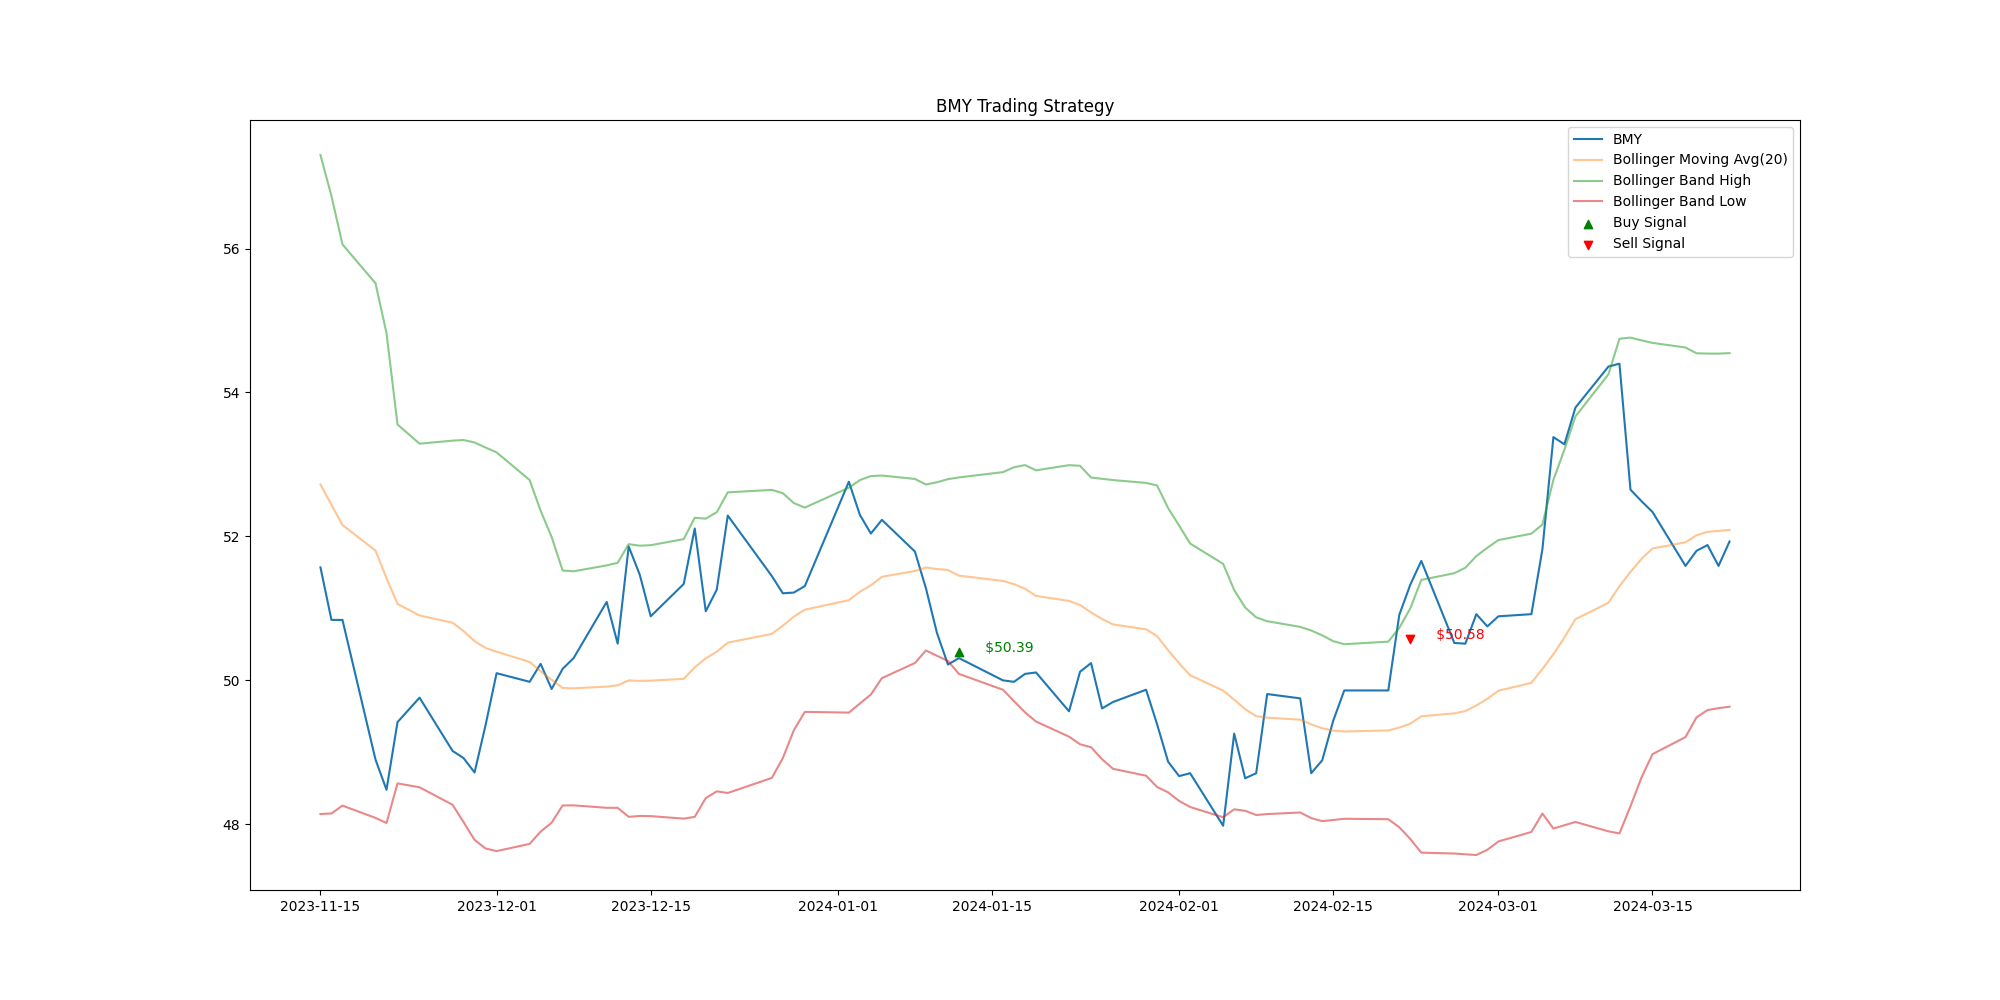 BMY Trading Strategy
BMY
Bollinger Moving Avg(20)
Bollinger Band High
Bollinger Band Low
Buy Signal
Sell Signal
56
54
52
50
48
$50.39
$50.58
2023-11-15
2023-12-01
2023-12-15
2024-01-01
2024-01-15
2024-02-01
2024-02-15
2024-03-01
2024-03-15